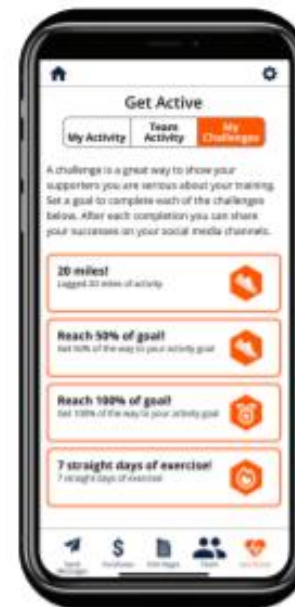 Get Active
My Activity
Team
Activity
My
Challenges
A challenge is a great way to show your
supporters you are serious about your training.
Set a goal to complete each of the challenges
below. After each completion you can share
your successes on your social media channels.
20 miles!
Logged 20 miles of activity
Reach 50% of goal!
Get 50% of the way to your activity goal
Reach 100% of goal!
Get 100% of the way to your activity goal
7 straight days of exercise!
7 straight days of exercise
Team